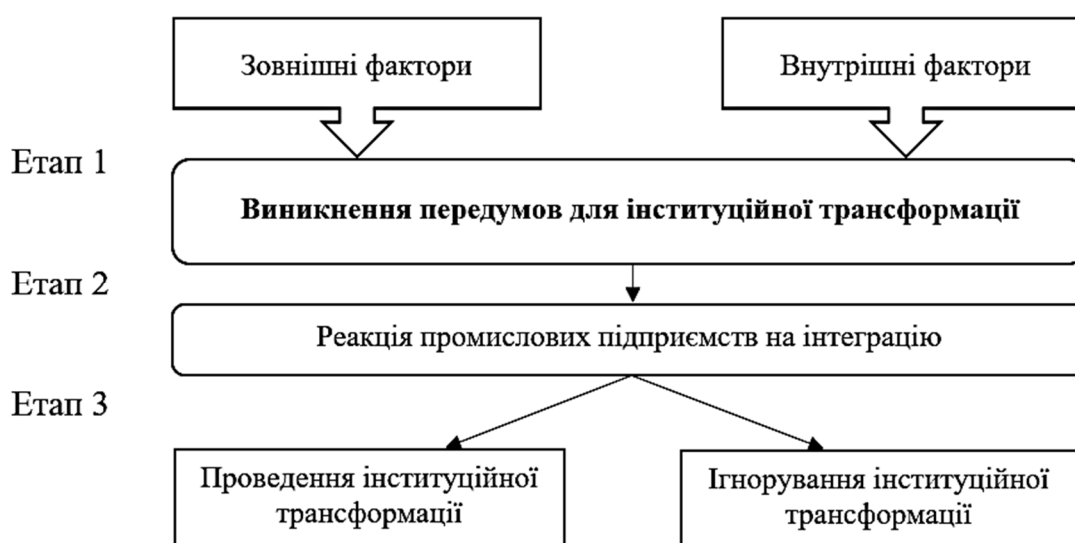 Зовнішні фактори
Внутрішні фактори
Етап 1
Виникнення передумов для інституційної трансформації
Етап 2
Реакція промислових підприємств на інтеграцію
Етап 3
Проведення інституційної
трансформації
Ігнорування інституційної
трансформації